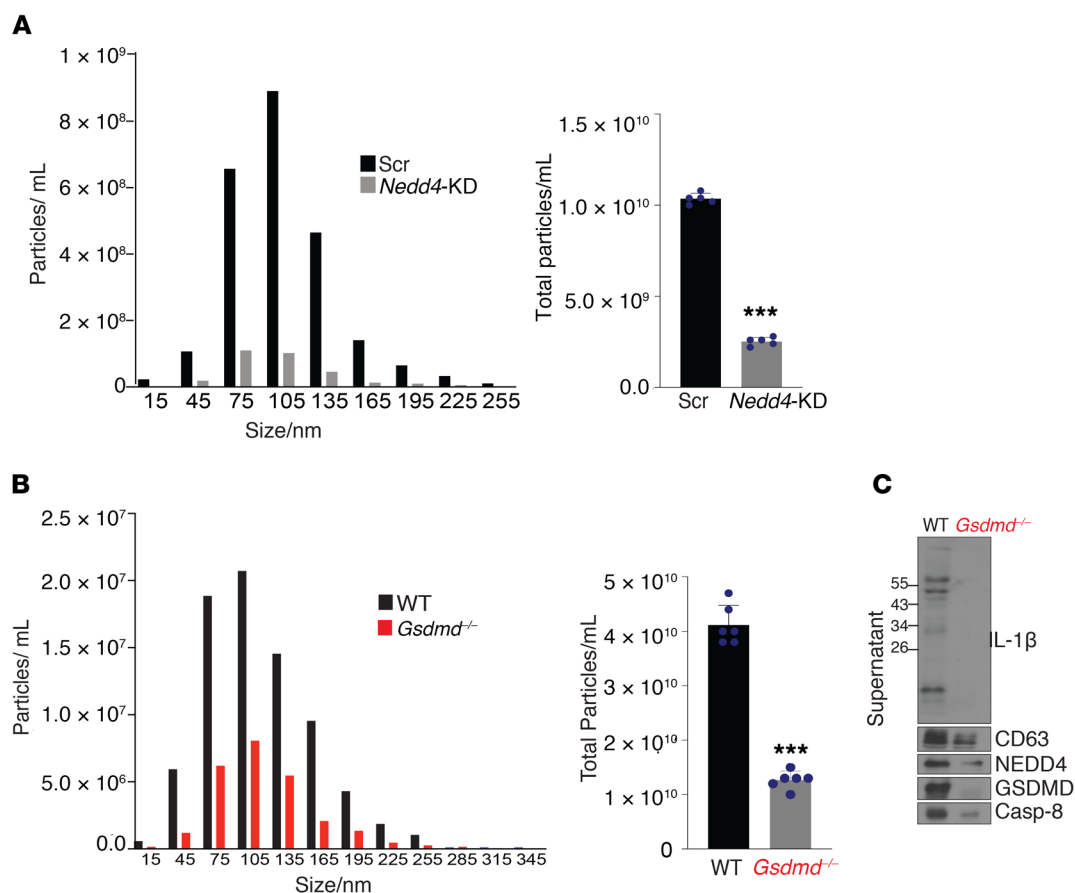 A
1 × 10⁹
8 × 10⁸
6 × 10⁸
4 × 10⁸
2 × 10⁸
0
Particles/ mL
Scr
Nedd4-KD
15 45 75 105 135 165 195 225 255
Size/nm
1.5 × 10¹⁰
1.0 × 10¹⁰
5.0 × 10⁹
0.0
Total particles/mL
***
Scr Nedd4-KD
B
2.5 × 10⁷
2.0 × 10⁷
1.5 × 10⁷
1.0 × 10⁷
5.0 × 10⁶
0.0
Particles/ mL
WT
Gsdmd⁻/⁻
15 45 75 105 135 165 195 225 255 285 315 345
Size/nm
5 × 10¹⁰
4 × 10¹⁰
3 × 10¹⁰
2 × 10¹⁰
1 × 10¹⁰
0
Total Particles/mL
***
WT Gsdmd⁻/⁻
C
WT Gsdmd⁻/⁻
55
43
34
26
Supernatant
IL-1β
CD63
NEDD4
GSDMD
Casp-8